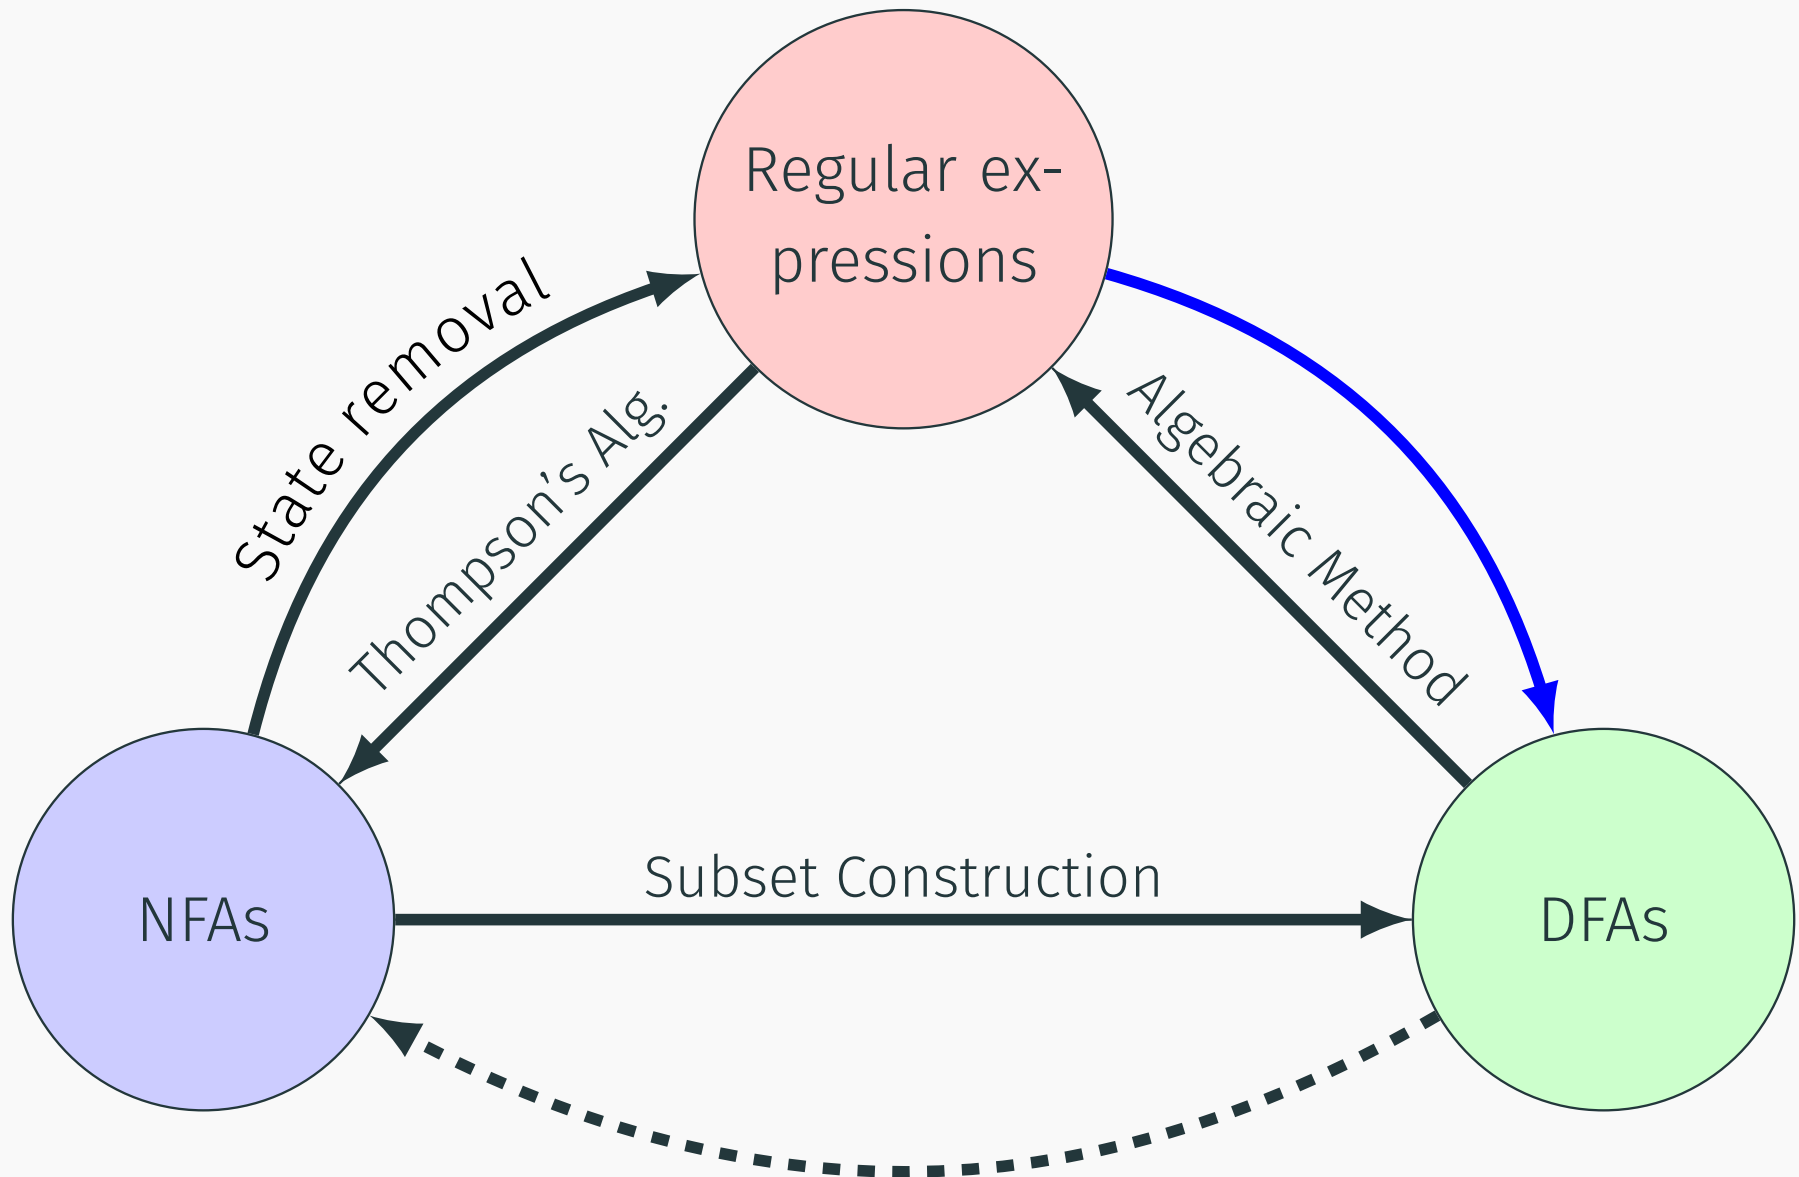 Regular ex-
pressions
State removal
Thompson's Alg.
Algebraic Method
Subset Construction
NFAs
DFAs